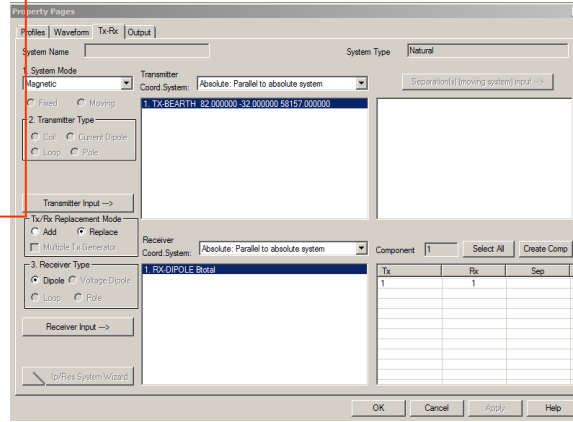 Property Pages
Profiles Waveform Tx-Rx Output
System Name
System Type Natural
1. System Mode
Magnetic
Transmitter
Coord.System: Absolute: Parallel to absolute system
Separation(s) (moving system) input -->
Fixed Moving
1. TX-BEARTH 82.000000 -32.000000 58157.000000
2. Transmitter Type
Coil Current Dipole
Loop Pole
Transmitter Input -->
Tx/Rx Replacement Mode
Add Replace
Multiple Tx Generator
Receiver
Coord.System: Absolute: Parallel to absolute system
Component 1 Select All Create Comp
3. Receiver Type
1. RX-DIPOLE Btotal
Tx Rx Sep
Dipole Voltage Dipole
1 1
Loop Pole
Receiver Input -->
Ip/Res System Wizard
OK Cancel Apply Help